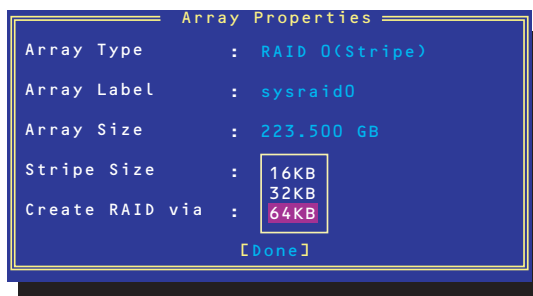 Array Properties
Array Type : RAID 0(Stripe)
Array Label : sysraid0
Array Size : 223.500 GB
Stripe Size : 16KB
32KB
64KB
Create RAID via :
[Done]